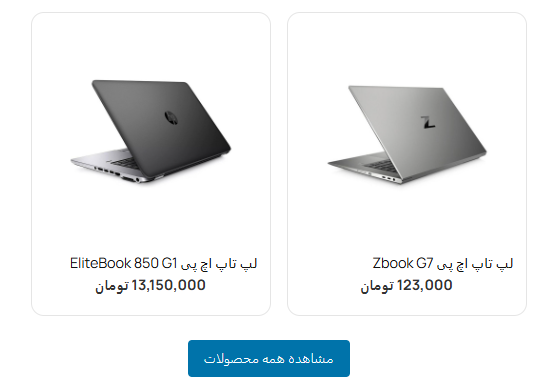 لپ تاپ اچ پی Zbook G7
123,000 تومان
لپ تاپ اچ پی EliteBook 850 G1
13,150,000 تومان
مشاهده همه محصولات